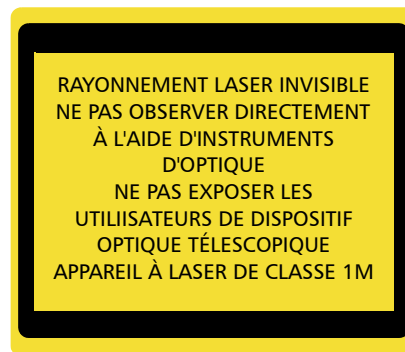 RAYONNEMENT LASER INVISIBLE
NE PAS OBSERVER DIRECTEMENT
À L'AIDE D'INSTRUMENTS
D'OPTIQUE
NE PAS EXPOSER LES
UTILIISATEURS DE DISPOSITIF
OPTIQUE TÉLESCOPIQUE
APPAREIL À LASER DE CLASSE 1M